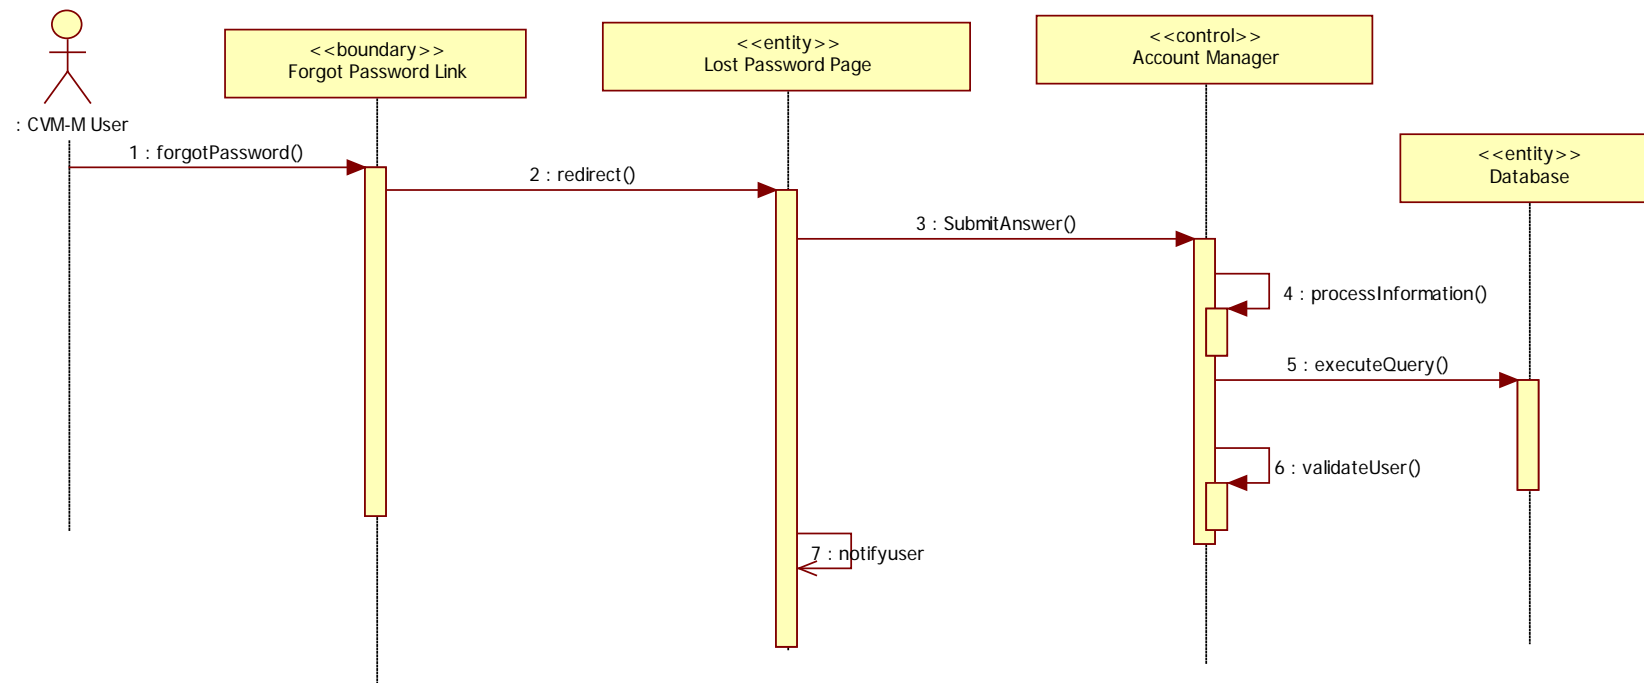 <<boundary>>
Forgot Password Link
<<entity>>
Lost Password Page
<<control>>
Account Manager
: CVM-M User
<<entity>>
Database
1 : forgotPassword()
2 : redirect()
3 : SubmitAnswer()
4 : processInformation()
5 : executeQuery()
6 : validateUser()
7 : notifyuser